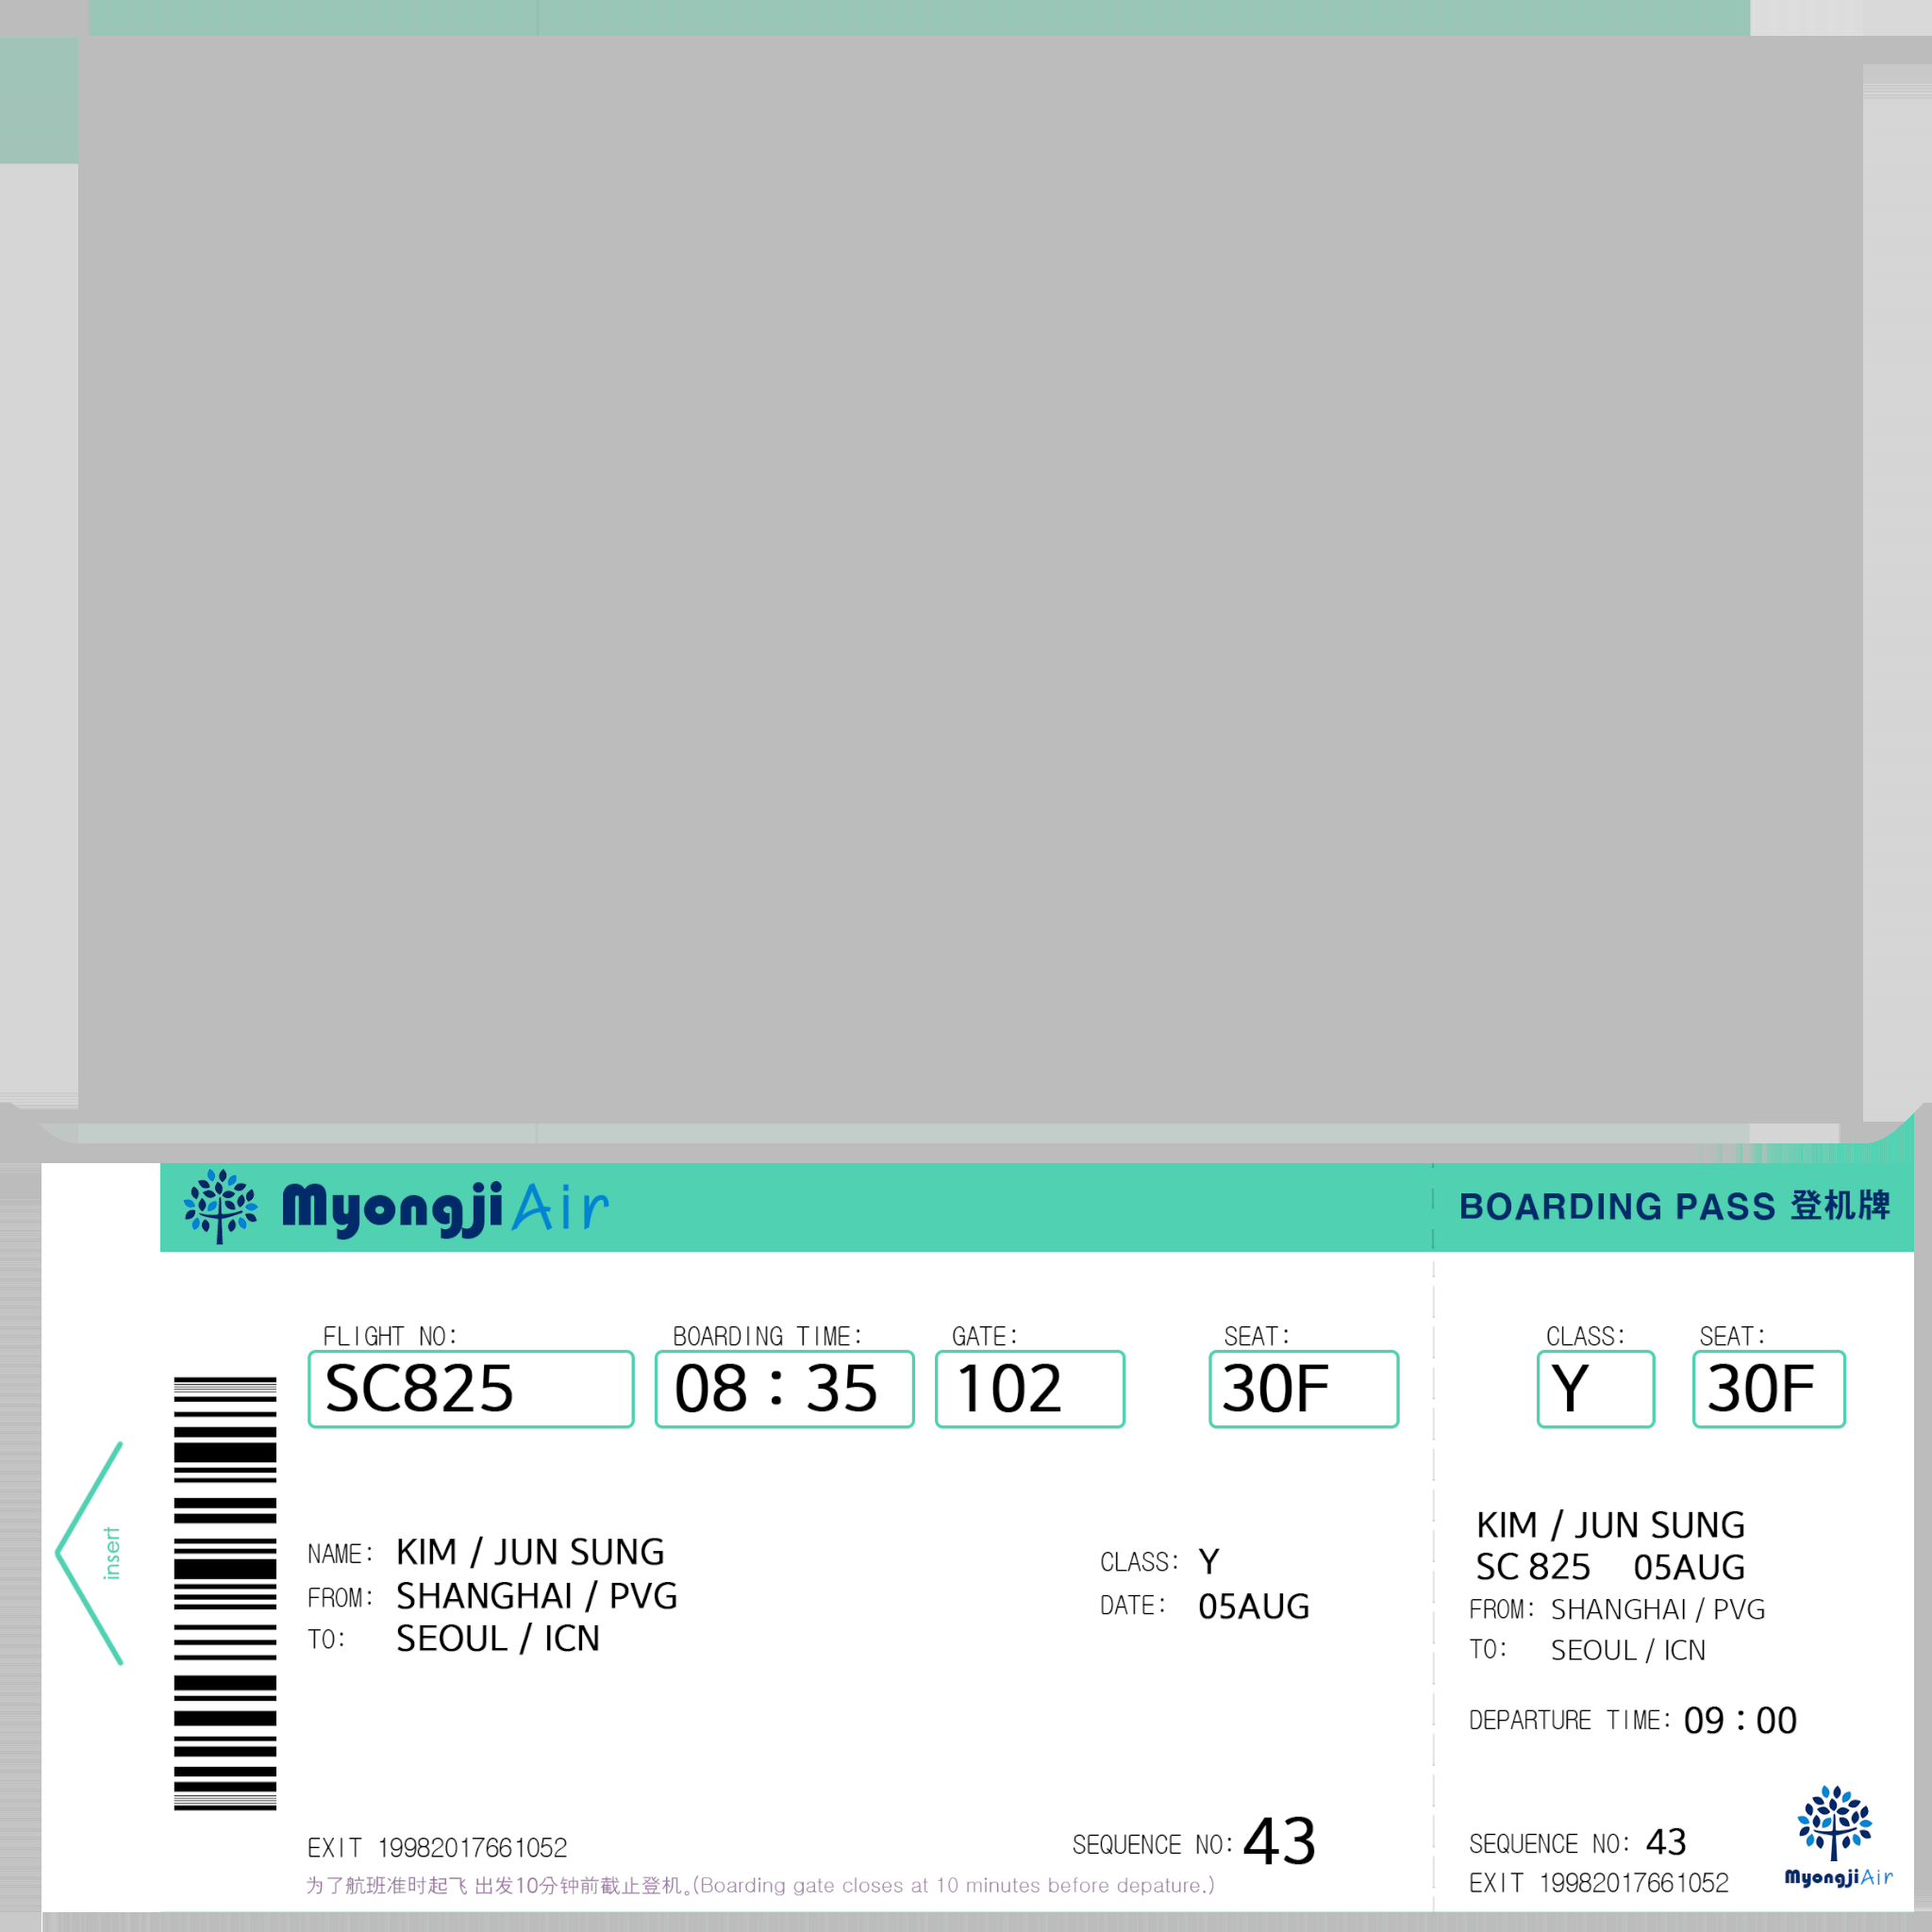 Myongji Air
BOARDING PASS 登机牌
FLIGHT NO: BOARDING TIME: GATE: SEAT:
SC825 08 : 35 102 30F
CLASS: SEAT:
Y 30F
insert
NAME: KIM / JUN SUNG
FROM: SHANGHAI / PVG
TO: SEOUL / ICN
CLASS: Y
DATE: 05AUG
EXIT 19982017661052
SEQUENCE NO: 43
为了航班准时起飞 出发10分钟前截止登机。(Boarding gate closes at 10 minutes before depature.)
KIM / JUN SUNG
SC 825 05AUG
FROM: SHANGHAI / PVG
TO: SEOUL / ICN
DEPARTURE TIME: 09 : 00
SEQUENCE NO: 43
EXIT 19982017661052
Myongji Air